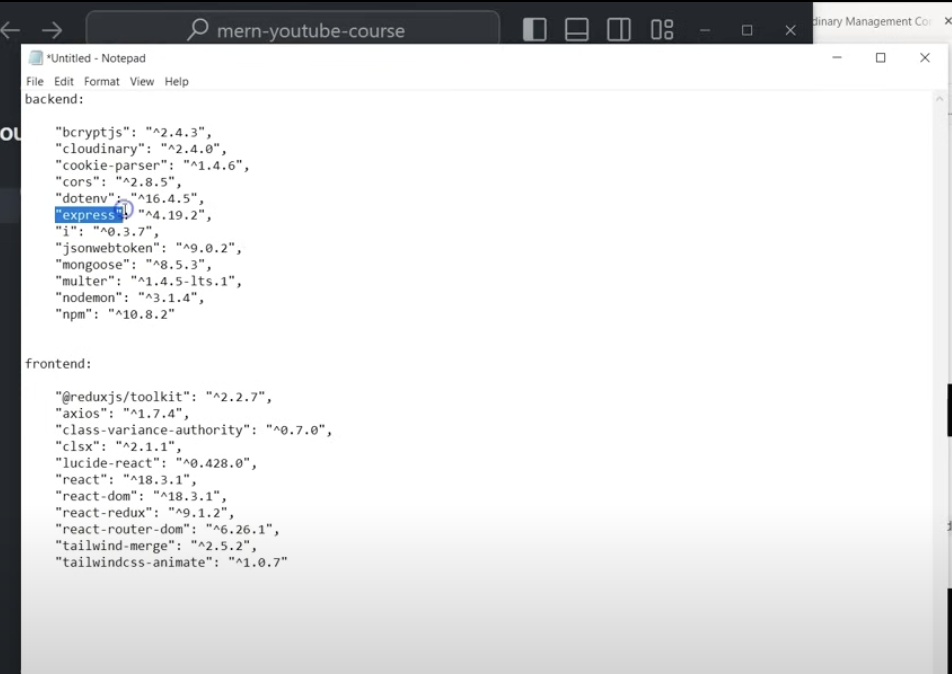 mern-youtube-course
dinary Management Co
*Untitled - Notepad
File Edit Format View Help
backend:
"bcryptjs": "^2.4.3",
"cloudinary": "^2.4.0",
"cookie-parser": "^1.4.6",
"cors": "^2.8.5",
"dotenv": "^16.4.5",
"express": "^4.19.2",
"i": "^0.3.7",
"jsonwebtoken": "^9.0.2",
"mongoose": "^8.5.3",
"multer": "^1.4.5-lts.1",
"nodemon": "^3.1.4",
"npm": "^10.8.2"
frontend:
"@reduxjs/toolkit": "^2.2.7",
"axios": "^1.7.4",
"class-variance-authority": "^0.7.0",
"clsx": "^2.1.1",
"lucide-react": "^0.428.0",
"react": "^18.3.1",
"react-dom": "^18.3.1",
"react-redux": "^9.1.2",
"react-router-dom": "^6.26.1",
"tailwind-merge": "^2.5.2",
"tailwindcss-animate": "^1.0.7"